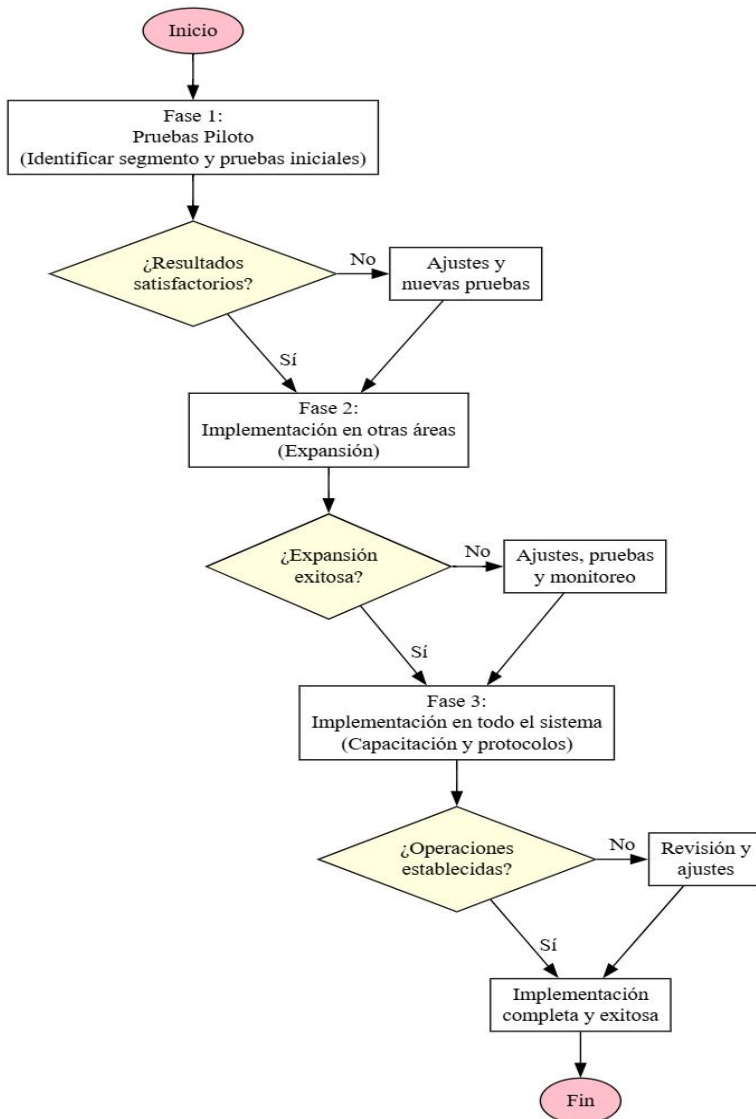 Inicio
Fase 1:
Pruebas Piloto
(Identificar segmento y pruebas iniciales)
¿Resultados
satisfactorios?
No
Ajustes y
nuevas pruebas
Sí
Fase 2:
Implementación en otras áreas
(Expansión)
¿Expansión
exitosa?
No
Ajustes, pruebas
y monitoreo
Sí
Fase 3:
Implementación en todo el sistema
(Capacitación y protocolos)
¿Operaciones
establecidas?
No
Revisión y
ajustes
Sí
Implementación
completa y exitosa
Fin